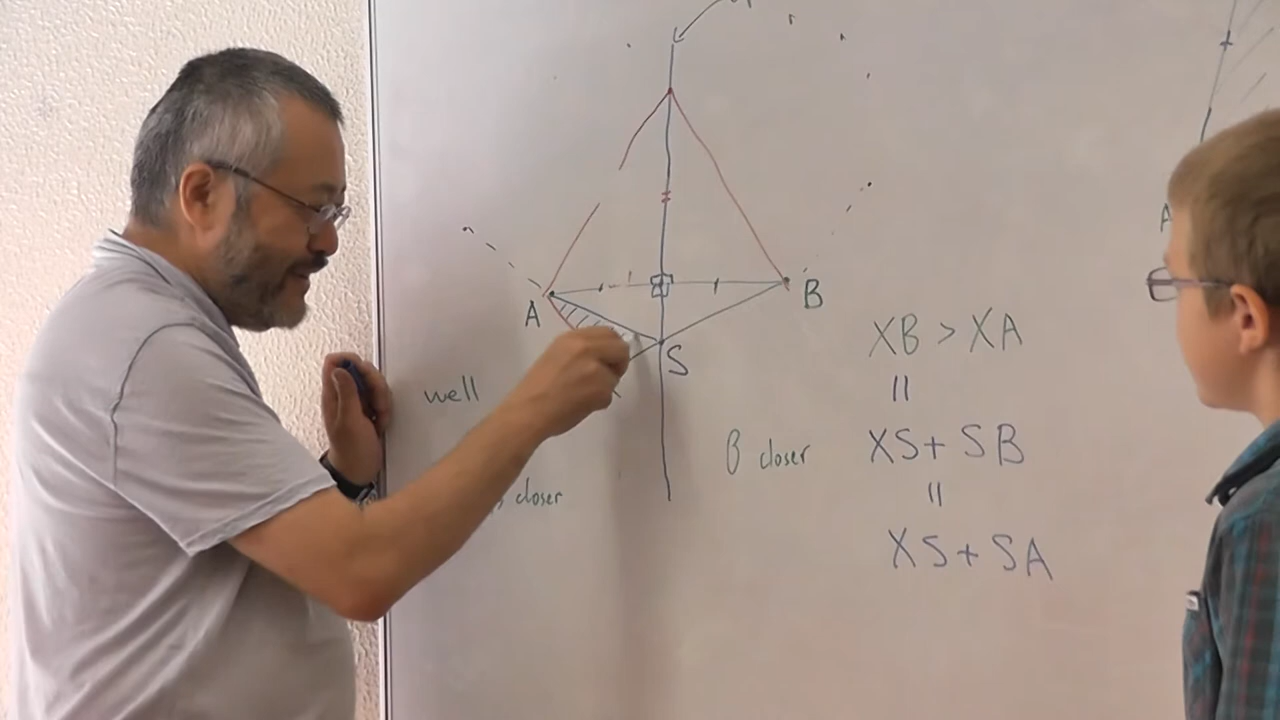 A
B
A
S
XB > XA
well
=
B closer
XS + SB
closer
=
XS + SA